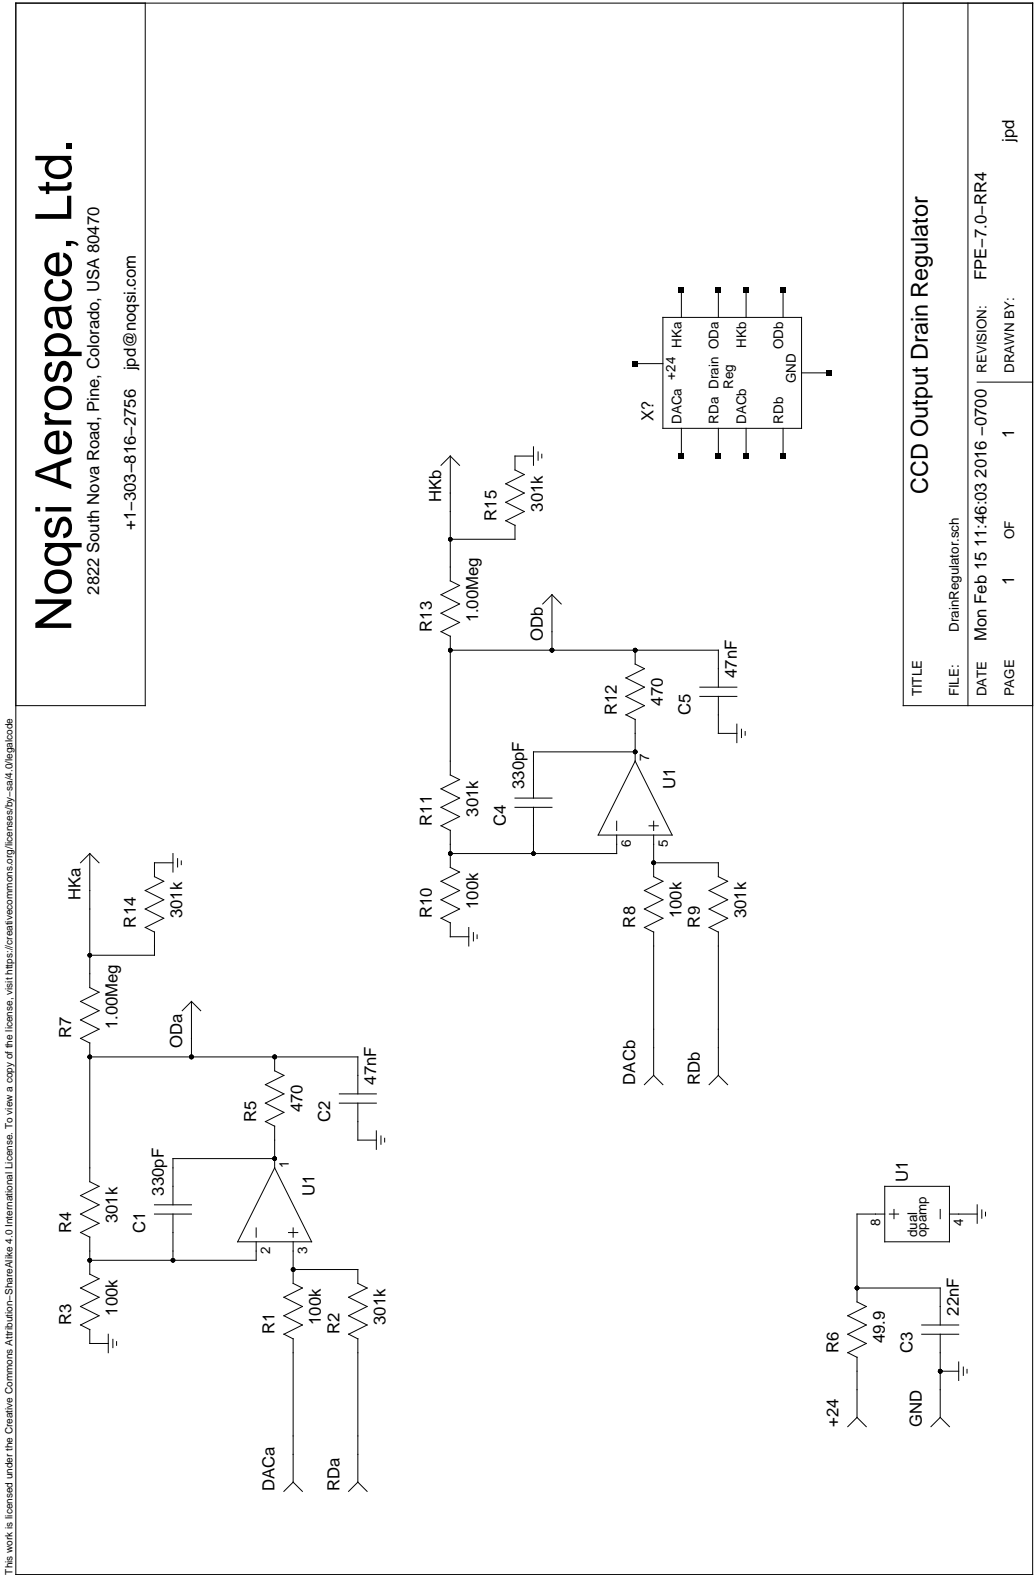 This work is licensed under the Creative Commons Attribution−ShareAlike 4.0 International License. To view a copy of the license, visit https://creativecommons.org/licenses/by−sa/4.0/legalcode
Noqsi Aerospace, Ltd.
2822 South Nova Road, Pine, Colorado, USA 80470
+1−303−816−2756 jpd@noqsi.com
R3
100k
R4
301k
R7
1.00Meg
HKa
R14
301k
C1
330pF
ODa
R5
470
C2
47nF
2
3
1
U1
DACa
R1
100k
RDa
R2
301k
R10
100k
R11
301k
R13
1.00Meg
HKb
R15
301k
C4
330pF
ODb
R12
470
C5
47nF
6
5
7
U1
DACb
R8
100k
RDb
R9
301k
X?
DACa +24 HKa
RDa Drain ODa
Reg
DACb HKb
RDb ODb
GND
+24
R6
49.9
GND
C3
22nF
8
U1
dual
opamp
4
TITLE
CCD Output Drain Regulator
FILE: DrainRegulator.sch
DATE Mon Feb 15 11:46:03 2016 −0700 REVISION: FPE−7.0−RR4
PAGE 1 OF 1 DRAWN BY: jpd